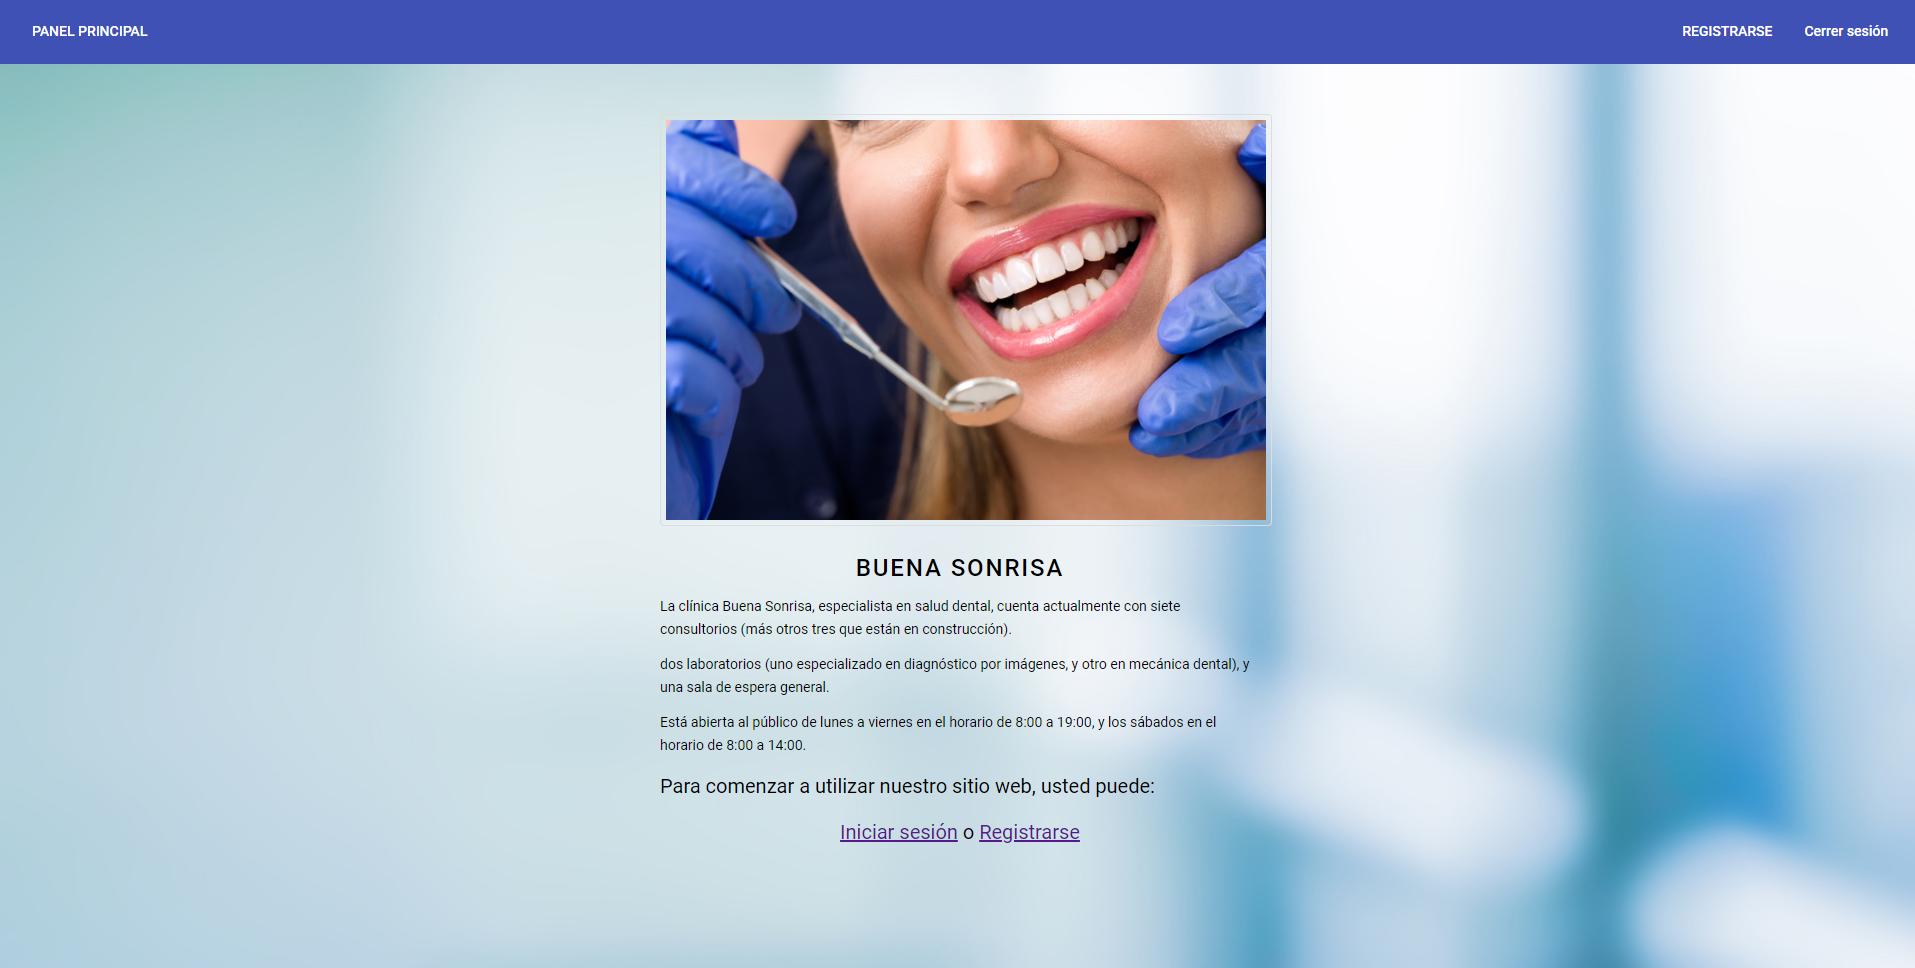 PANEL PRINCIPAL
REGISTRARSE
Cerrer sesión
BUENA SONRISA
La clínica Buena Sonrisa, especialista en salud dental, cuenta actualmente con siete
consultorios (más otros tres que están en construcción).
dos laboratorios (uno especializado en diagnóstico por imágenes, y otro en mecánica dental), y
una sala de espera general.
Está abierta al público de lunes a viernes en el horario de 8:00 a 19:00, y los sábados en el
horario de 8:00 a 14:00.
Para comenzar a utilizar nuestro sitio web, usted puede:
Iniciar sesión o Registrarse